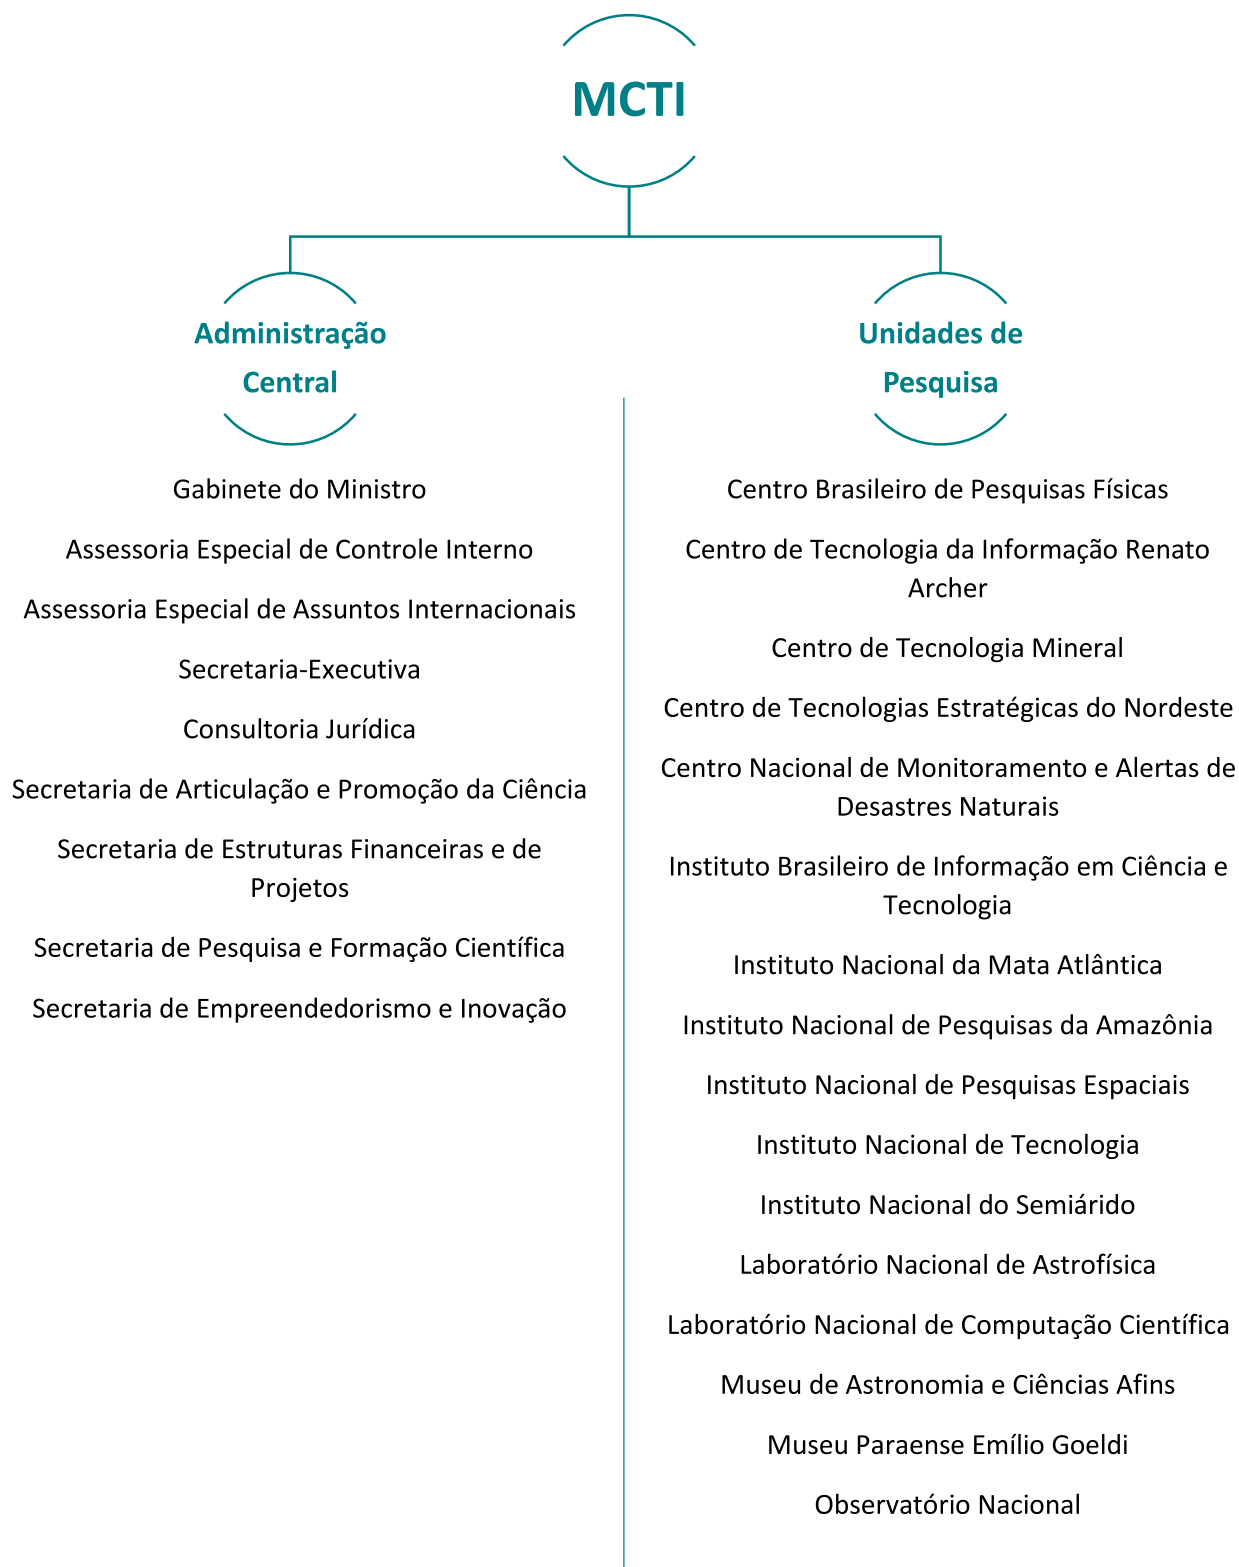 MCTI
Administração
Central
Gabinete do Ministro
Assessoria Especial de Controle Interno
Assessoria Especial de Assuntos Internacionais
Secretaria-Executiva
Consultoria Jurídica
Secretaria de Articulação e Promoção da Ciência
Secretaria de Estruturas Financeiras e de
Projetos
Secretaria de Pesquisa e Formação Científica
Secretaria de Empreendedorismo e Inovação
Unidades de
Pesquisa
Centro Brasileiro de Pesquisas Físicas
Centro de Tecnologia da Informação Renato
Archer
Centro de Tecnologia Mineral
Centro de Tecnologias Estratégicas do Nordeste
Centro Nacional de Monitoramento e Alertas de
Desastres Naturais
Instituto Brasileiro de Informação em Ciência e
Tecnologia
Instituto Nacional da Mata Atlântica
Instituto Nacional de Pesquisas da Amazônia
Instituto Nacional de Pesquisas Espaciais
Instituto Nacional de Tecnologia
Instituto Nacional do Semiárido
Laboratório Nacional de Astrofísica
Laboratório Nacional de Computação Científica
Museu de Astronomia e Ciências Afins
Museu Paraense Emílio Goeldi
Observatório Nacional